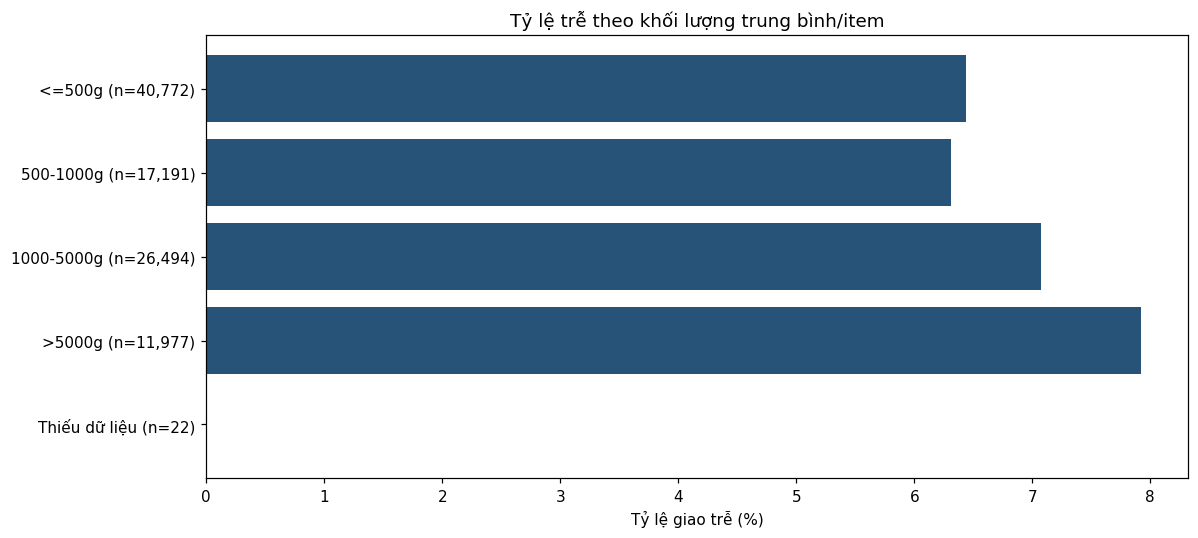 Tỷ lệ trễ theo khối lượng trung bình/item
<=500g (n=40,772)
500-1000g (n=17,191)
1000-5000g (n=26,494)
>5000g (n=11,977)
Thiếu dữ liệu (n=22)
0 1 2 3 4 5 6 7 8
Tỷ lệ giao trễ (%)